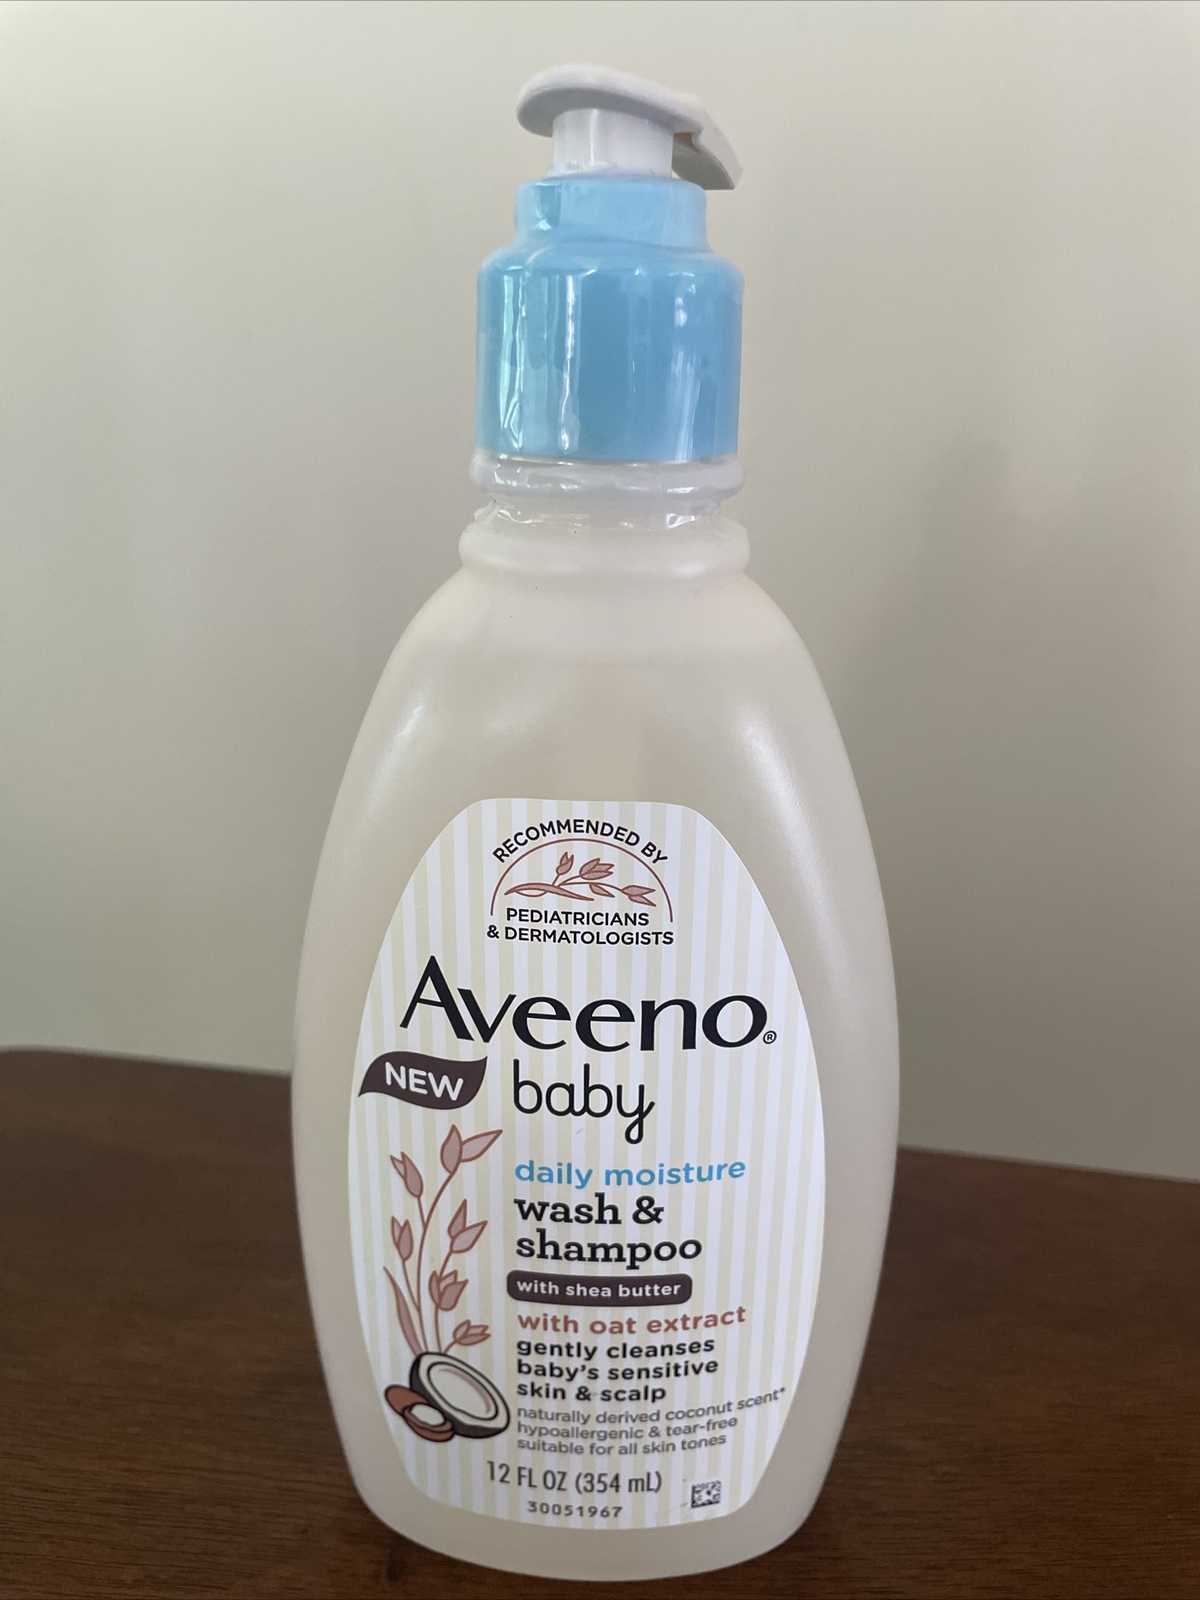 RECOMMENDED BY
PEDIATRICIANS
& DERMATOLOGISTS
Aveeno®
NEW
baby
daily moisture
wash &
shampoo
with shea butter
with oat extract
gently cleanses
baby's sensitive
skin & scalp
naturally derived coconut scent*
hypoallergenic & tear-free
suitable for all skin tones
12 FL OZ (354 mL)
30051967